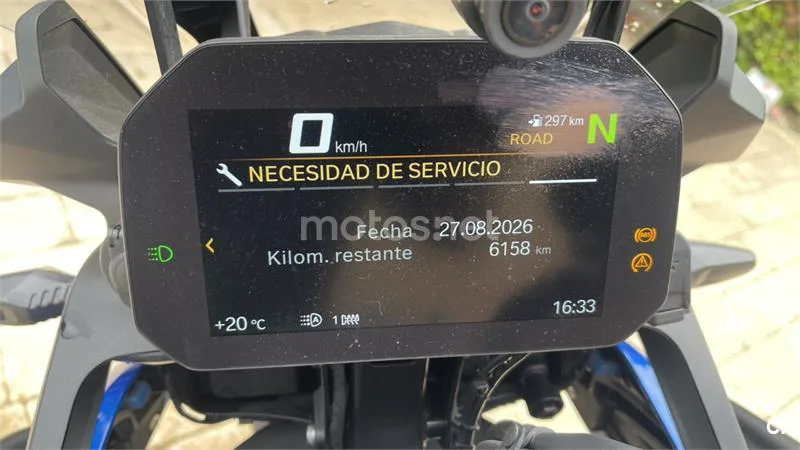 297 km
0 km/h
ROAD
N
NECESIDAD DE SERVICIO
motos.net
Fecha 27.08.2026
Kilom. restante 6158 km
ABS
16:33
+20 °C
A 1